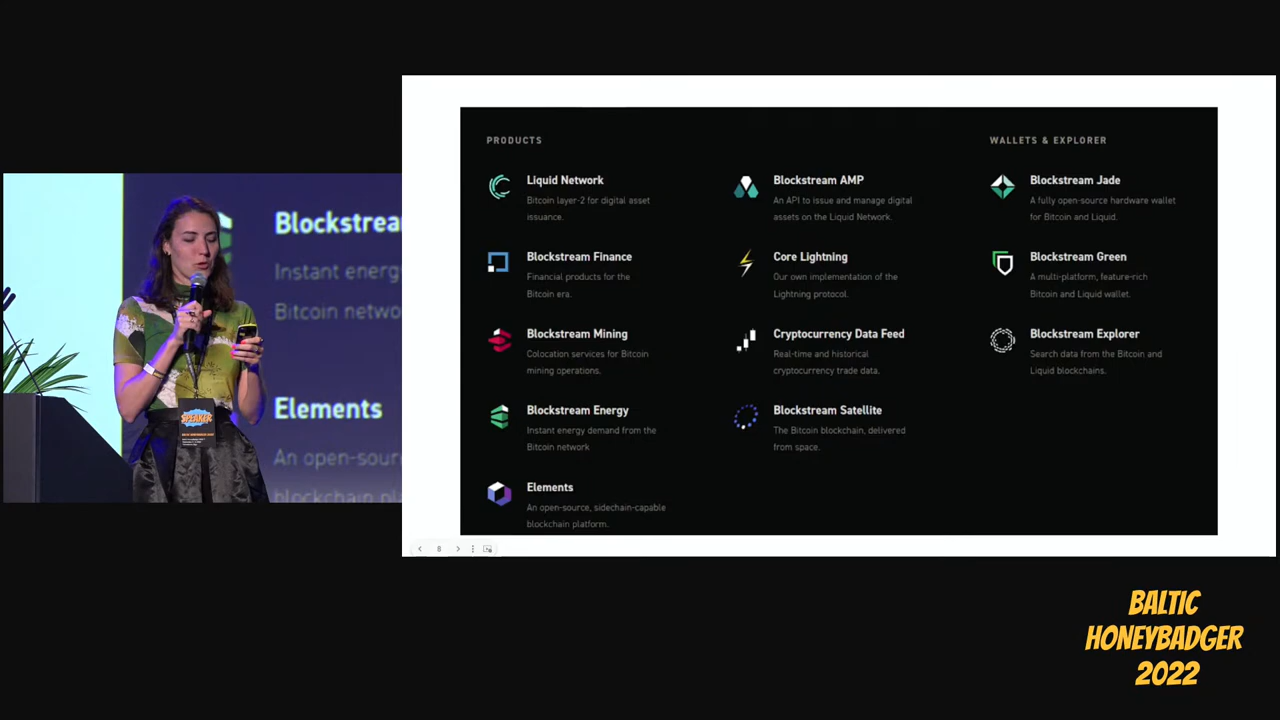 Blockstrea
Instant energ
Bitcoin netwo
Elements
An open-sour
blockchain pl
SPEAKER
PRODUCTS
Liquid Network
Bitcoin layer-2 for digital asset
issuance.
Blockstream Finance
Financial products for the
Bitcoin era.
Blockstream Mining
Colocation services for Bitcoin
mining operations.
Blockstream Energy
Instant energy demand from the
Bitcoin network
Elements
An open-source, sidechain-capable
blockchain platform.
Blockstream AMP
An API to issue and manage digital
assets on the Liquid Network.
Core Lightning
Our own implementation of the
Lightning protocol.
Cryptocurrency Data Feed
Real-time and historical
cryptocurrency trade data.
Blockstream Satellite
The Bitcoin blockchain, delivered
from space.
WALLETS & EXPLORER
Blockstream Jade
A fully open-source hardware wallet
for Bitcoin and Liquid.
Blockstream Green
A multi-platform, feature-rich
Bitcoin and Liquid wallet.
Blockstream Explorer
Search data from the Bitcoin and
Liquid blockchains.
8
BALTIC
HONEYBADGER
2022